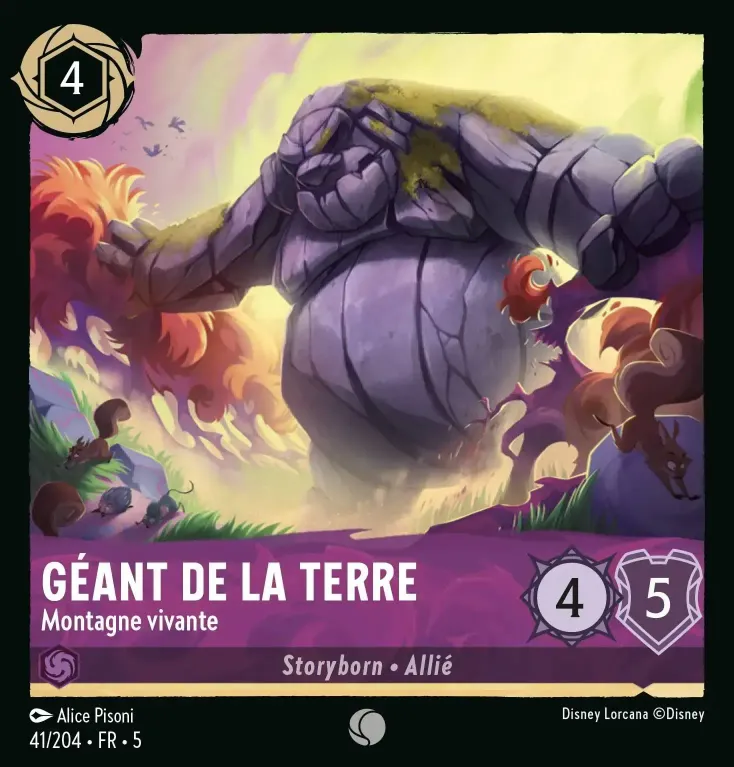 4
GÉANT DE LA TERRE
Montagne vivante
4
5
Storyborn • Allié
Alice Pisoni
Disney Lorcana ©Disney
41/204 • FR • 5